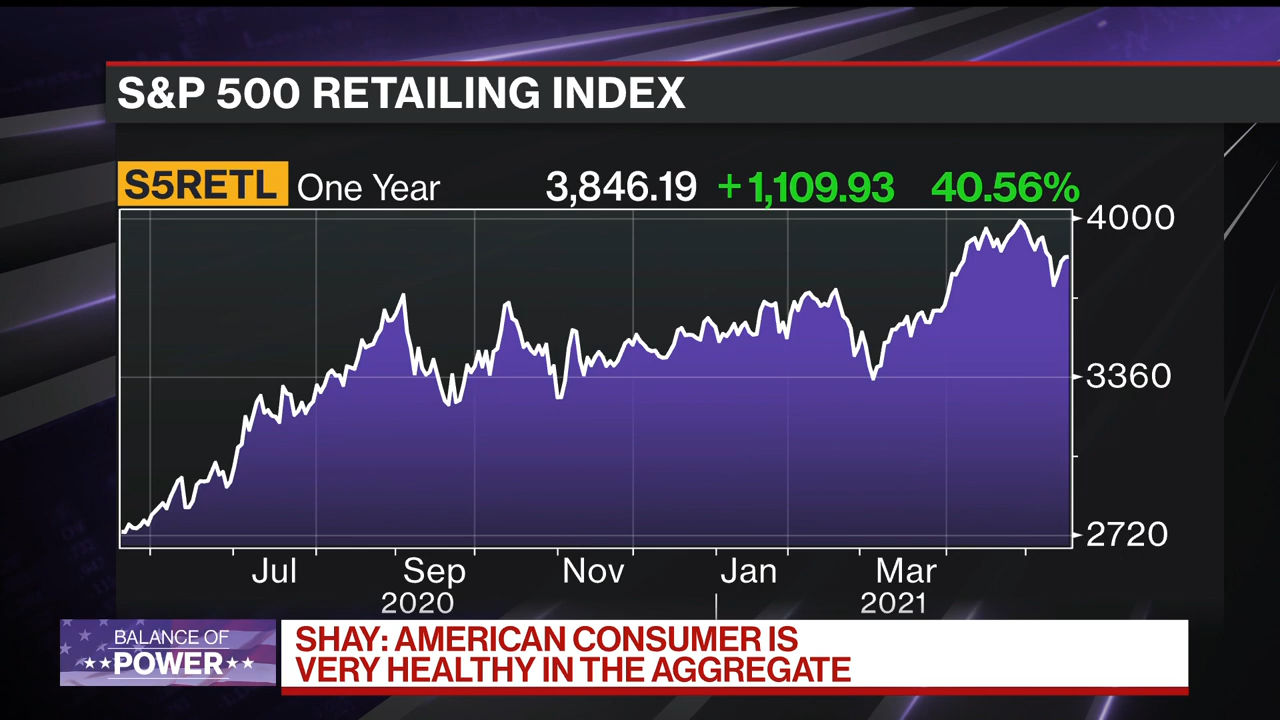 S&P 500 RETAILING INDEX
S5RETL One Year 3,846.19 +1,109.93 40.56%
4000
3360
2720
Jul Sep Nov Jan Mar
2020 2021
BALANCE OF
POWER
SHAY: AMERICAN CONSUMER IS
VERY HEALTHY IN THE AGGREGATE